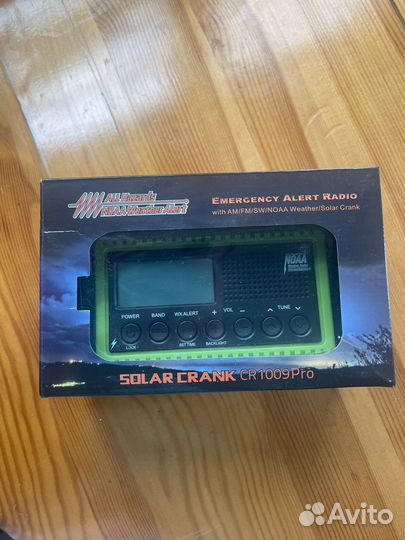 ALL Hazards
NOAA Weather Alert
EMERGENCY ALERT RADIO
with AM/FM/SW/NOAA Weather/Solar Crank
NOAA
POWER BAND WX ALERT + VOL − TUNE
LOCK SET TIME BACKLIGHT
SOLAR CRANK CR1009Pro
Avito